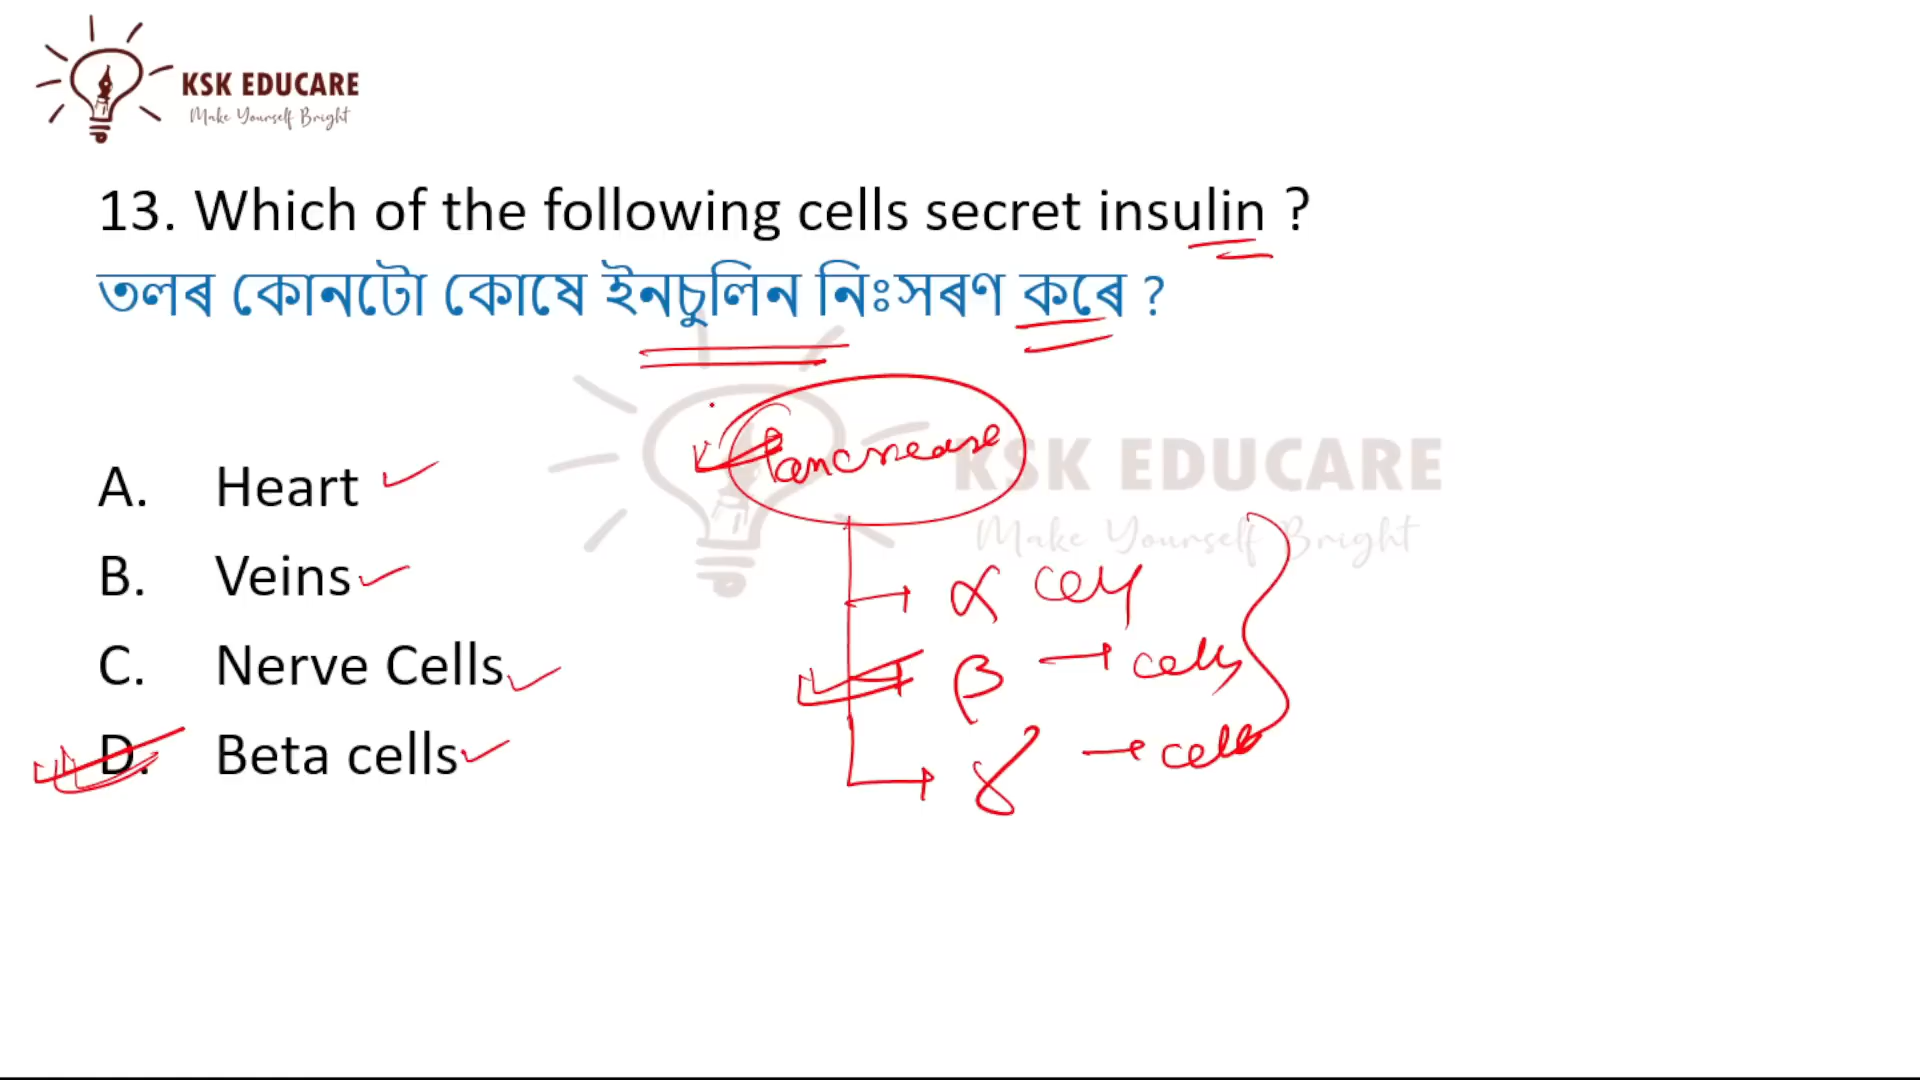 KSK EDUCARE
Make Yourself Bright
13. Which of the following cells secret insulin ?
তলৰ কোনটো কোষে ইনচুলিন নিঃসৰণ কৰে ?
Pancrease
KSK EDUCARE
Make Yourself Bright
A. Heart
B. Veins
C. Nerve Cells
D. Beta cells
α cell
β → cells
γ → cells